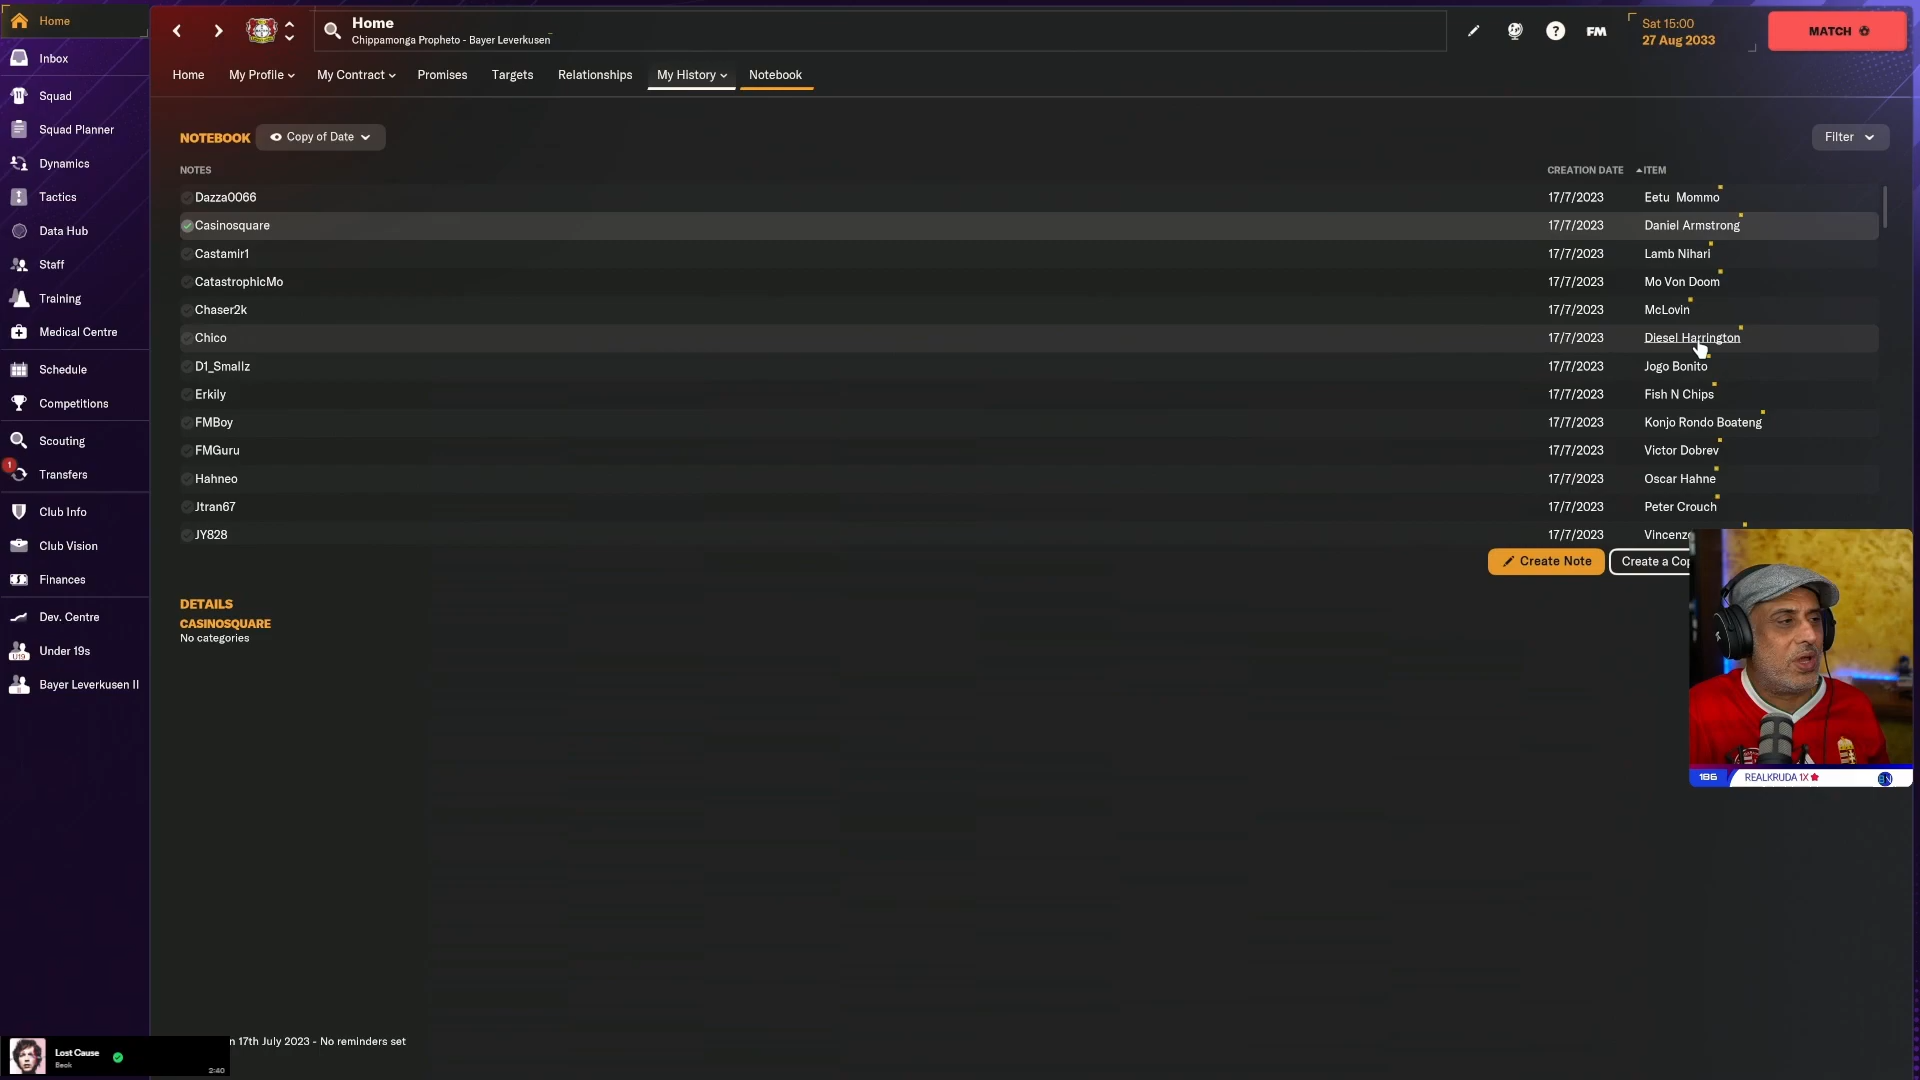 Home
Inbox
Squad
Squad Planner
Dynamics
Tactics
Data Hub
Staff
Training
Medical Centre
Schedule
Competitions
Scouting
1
Transfers
Club Info
Club Vision
Finances
Dev. Centre
U19
Under 19s
Bayer Leverkusen II
Home
Chippamonga Propheto - Bayer Leverkusen
?
FM
Sat 15:00
27 Aug 2033
MATCH
Home
My Profile
My Contract
Promises
Targets
Relationships
My History
Notebook
NOTEBOOK
Copy of Date
Filter
NOTES CREATION DATE ITEM
Dazza0066 17/7/2023 Eetu Mommo
Casinosquare 17/7/2023 Daniel Armstrong
Castamir1 17/7/2023 Lamb Nihari
CatastrophicMo 17/7/2023 Mo Von Doom
Chaser2k 17/7/2023 McLovin
Chico 17/7/2023 Diesel Harrington
D1_Smallz 17/7/2023 Jogo Bonito
Erkily 17/7/2023 Fish N Chips
FMBoy 17/7/2023 Konjo Rondo Boateng
FMGuru 17/7/2023 Victor Dobrev
Hahneo 17/7/2023 Oscar Hahne
Jtran67 17/7/2023 Peter Crouch
JY828 17/7/2023 Vincenz
Create Note
Create a Cop
DETAILS
CASINOSQUARE
No categories
186 REALKRUDA 1X
n 17th July 2023 - No reminders set
Lost Cause
Beck
2:40